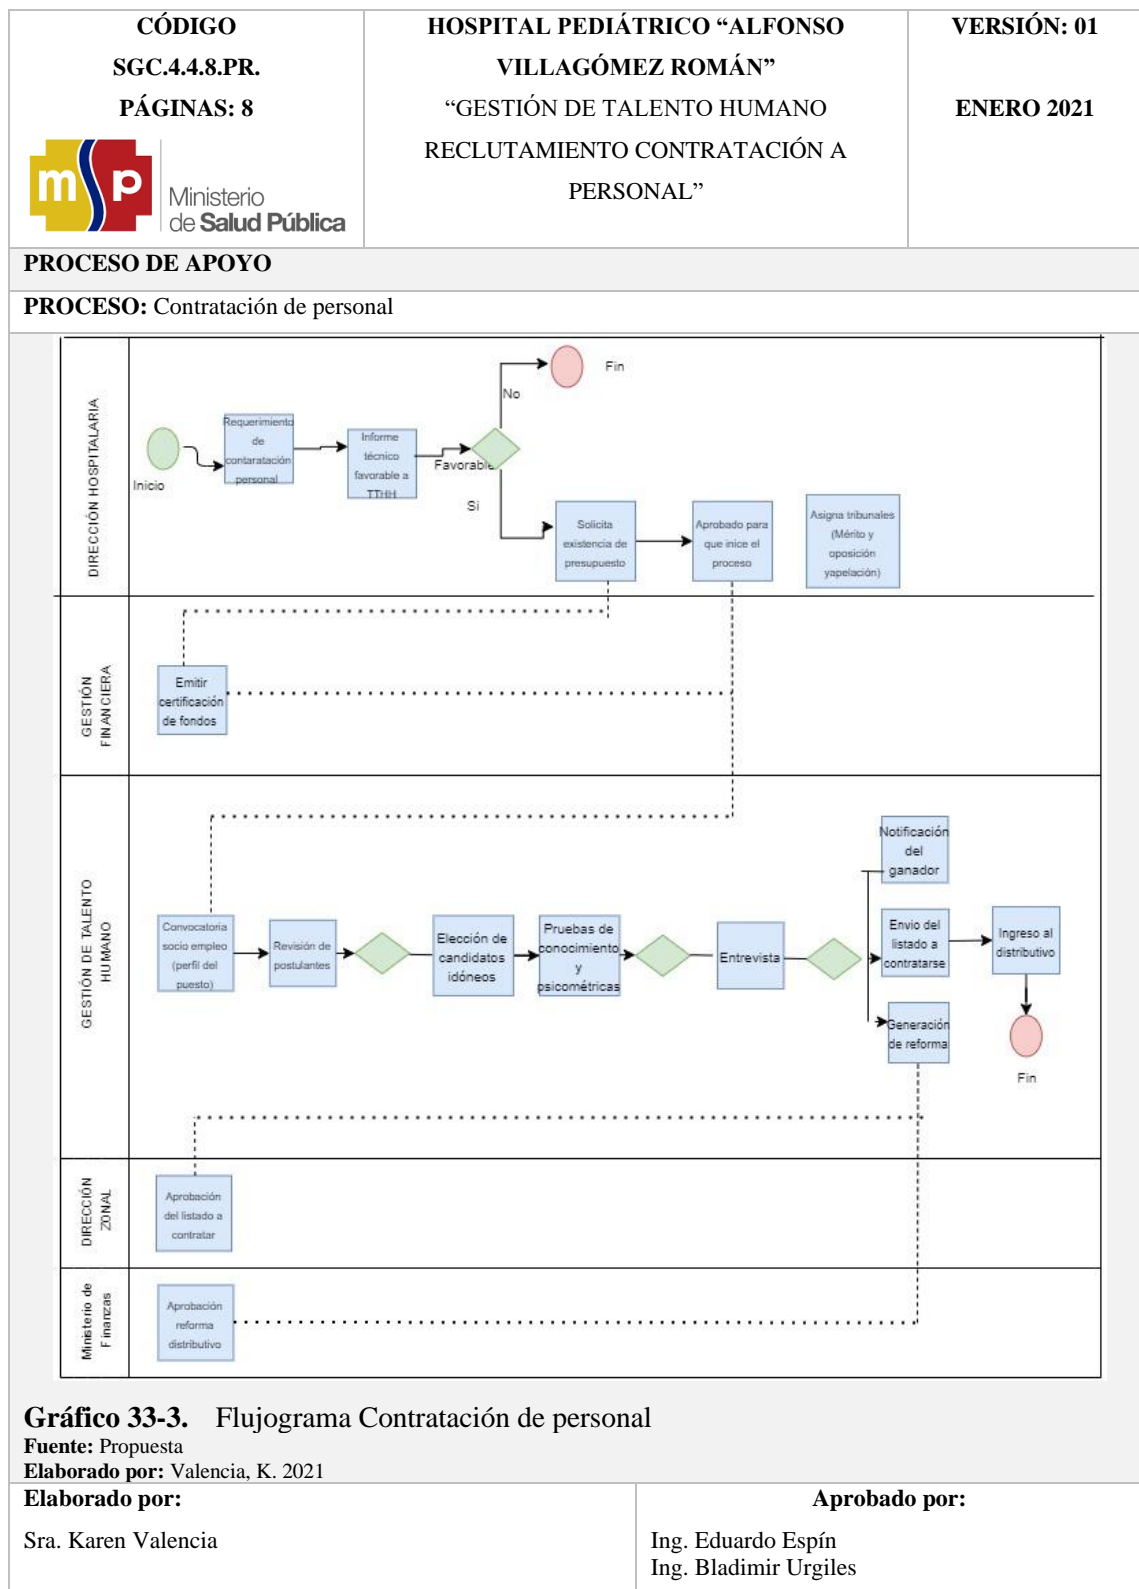 CÓDIGO
SGC.4.4.8.PR.
PÁGINAS: 8
msp
Ministerio
de Salud Pública
HOSPITAL PEDIÁTRICO “ALFONSO
VILLAGÓMEZ ROMÁN”
“GESTIÓN DE TALENTO HUMANO
RECLUTAMIENTO CONTRATACIÓN A
PERSONAL”
VERSIÓN: 01
ENERO 2021
PROCESO DE APOYO
PROCESO: Contratación de personal
DIRECCIÓN HOSPITALARIA
Inicio
Requerimiento
de
contaratación
personal
Informe
técnico
favorable a
TTHH
Favorable
No
Fin
Si
Solicita
existencia de
presupuesto
Aprobado para
que inice el
proceso
Asigna tribunales
(Mérito y
oposición
yapelación)
GESTIÓN
FINANCIERA
Emitir
certificación
de fondos
GESTIÓN DE TALENTO
HUMANO
Convocatoria
socio empleo
(perfil del
puesto)
Revisión de
postulantes
Elección de
candidatos
idóneos
Pruebas de
conocimiento
y
psicométricas
Entrevista
Notificación
del
ganador
Envio del
listado a
contratarse
Generación
de reforma
Ingreso al
distributivo
Fin
DIRECCIÓN
ZONAL
Aprobación
del listado a
contratar
Ministerio de
Finanzas
Aprobación
reforma
distributivo
Gráfico 33-3. Flujograma Contratación de personal
Fuente: Propuesta
Elaborado por: Valencia, K. 2021
Elaborado por:
Sra. Karen Valencia
Aprobado por:
Ing. Eduardo Espín
Ing. Bladimir Urgiles